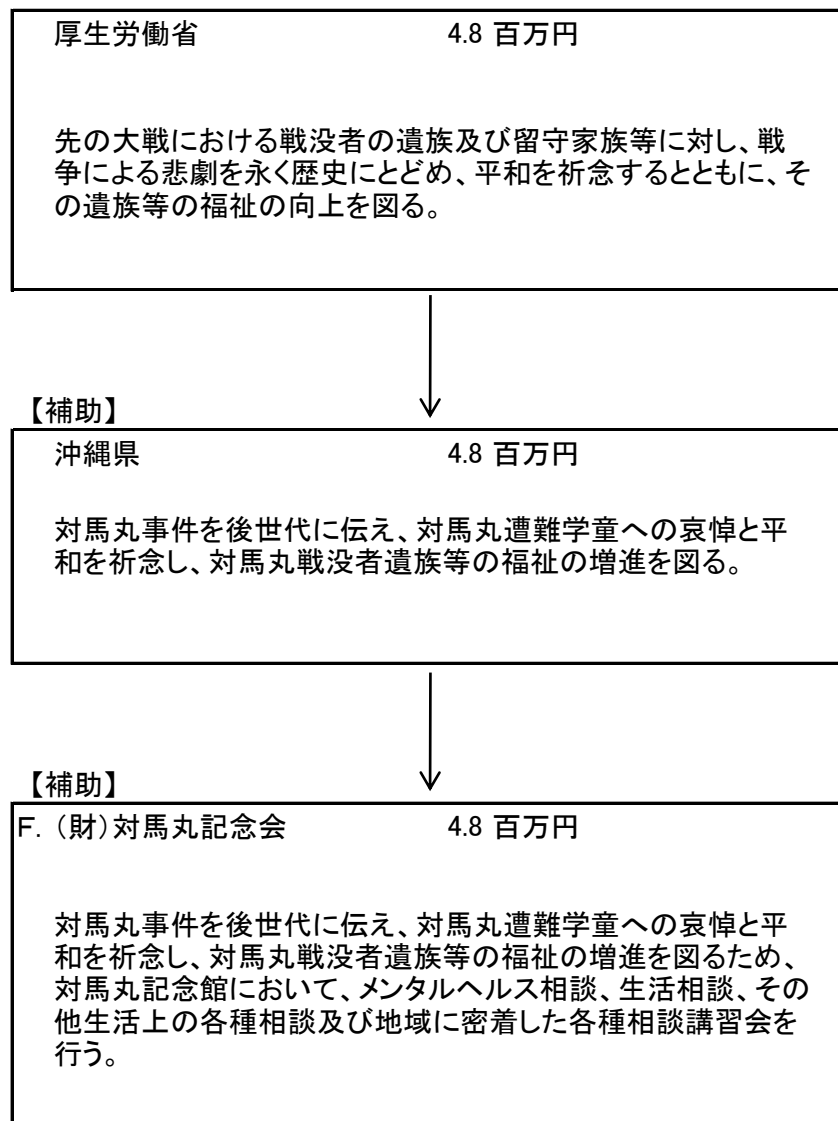 厚生労働省 4.8 百万円
先の大戦における戦没者の遺族及び留守家族等に対し、戦
争による悲劇を永く歴史にとどめ、平和を祈念するとともに、そ
の遺族等の福祉の向上を図る。
【補助】
沖縄県 4.8 百万円
対馬丸事件を後世代に伝え、対馬丸遭難学童への哀悼と平
和を祈念し、対馬丸戦没者遺族等の福祉の増進を図る。
【補助】
F. (財)対馬丸記念会 4.8 百万円
対馬丸事件を後世代に伝え、対馬丸遭難学童への哀悼と平
和を祈念し、対馬丸戦没者遺族等の福祉の増進を図るため、
対馬丸記念館において、メンタルヘルス相談、生活相談、その
他生活上の各種相談及び地域に密着した各種相談講習会を
行う。